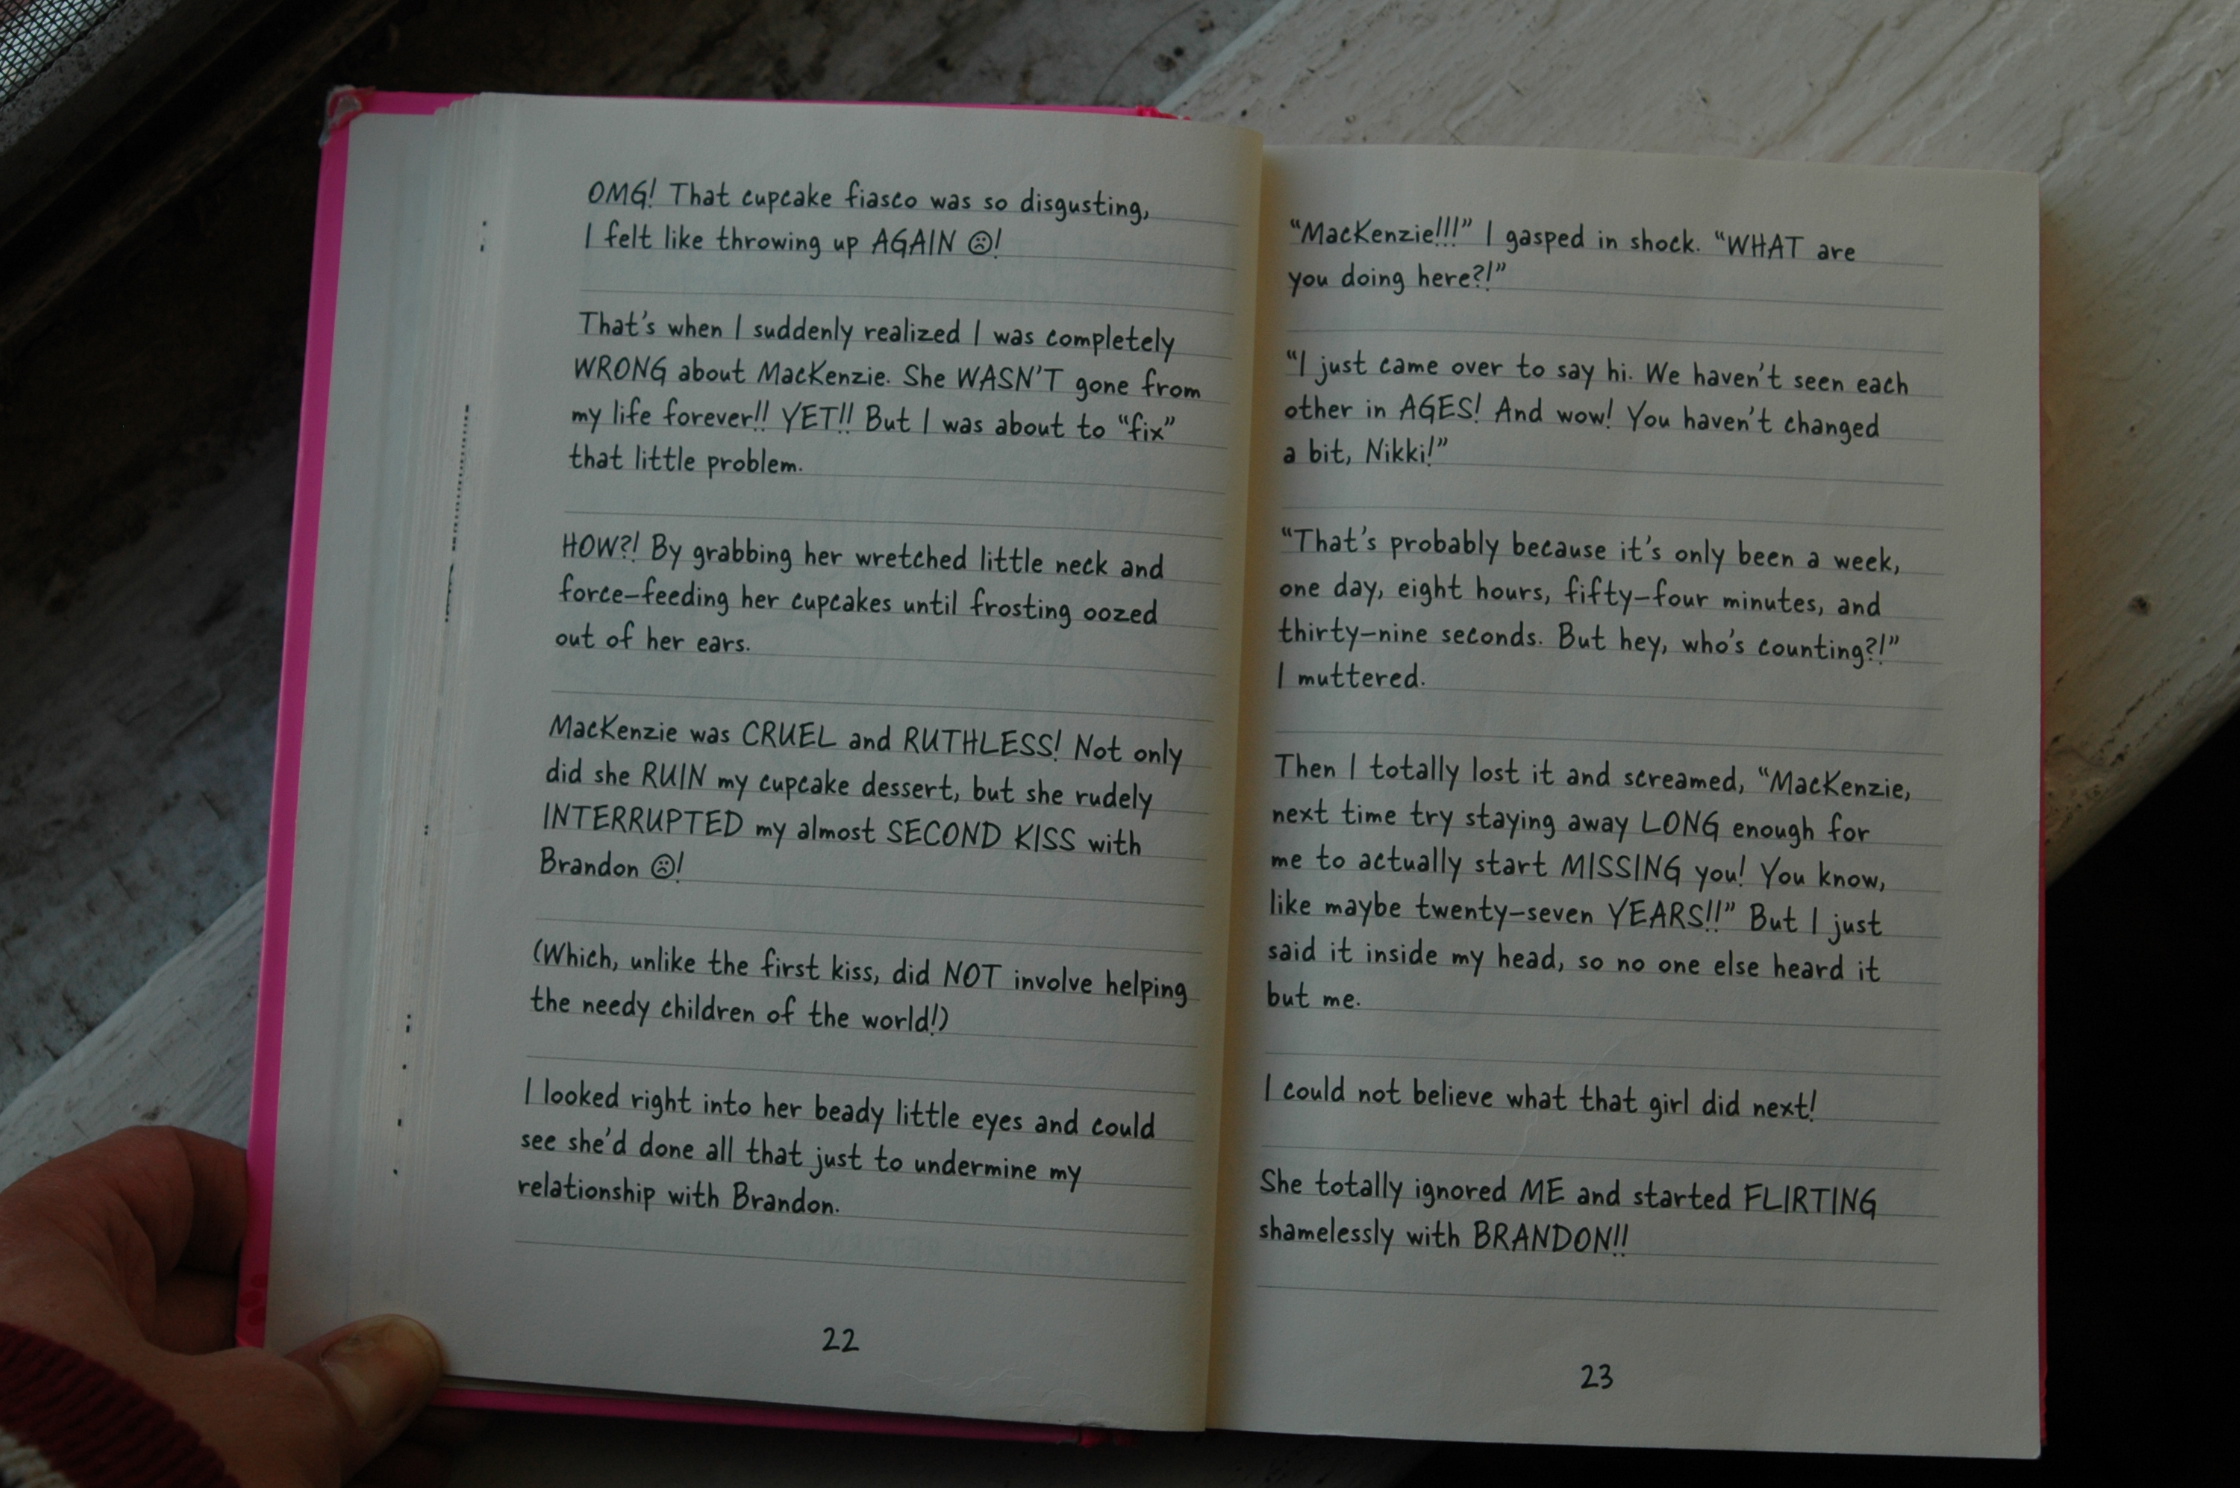 OMG! That cupcake fiasco was so disgusting,
I felt like throwing up AGAIN ☹!
That's when I suddenly realized I was completely
WRONG about MacKenzie. She WASN'T gone from
my life forever!! YET!! But I was about to “fix”
that little problem.
HOW?! By grabbing her wretched little neck and
force-feeding her cupcakes until frosting oozed
out of her ears.
MacKenzie was CRUEL and RUTHLESS! Not only
did she RUIN my cupcake dessert, but she rudely
INTERRUPTED my almost SECOND KISS with
Brandon ☹!
(Which, unlike the first kiss, did NOT involve helping
the needy children of the world!)
I looked right into her beady little eyes and could
see she'd done all that just to undermine my
relationship with Brandon.
22
“MacKenzie!!!” I gasped in shock. “WHAT are
you doing here?!”
“I just came over to say hi. We haven't seen each
other in AGES! And wow! You haven't changed
a bit, Nikki!”
“That's probably because it's only been a week,
one day, eight hours, fifty-four minutes, and
thirty-nine seconds. But hey, who's counting?!”
I muttered.
Then I totally lost it and screamed, “MacKenzie,
next time try staying away LONG enough for
me to actually start MISSING you! You know,
like maybe twenty-seven YEARS!!” But I just
said it inside my head, so no one else heard it
but me.
I could not believe what that girl did next!
She totally ignored ME and started FLIRTING
shamelessly with BRANDON!!
23